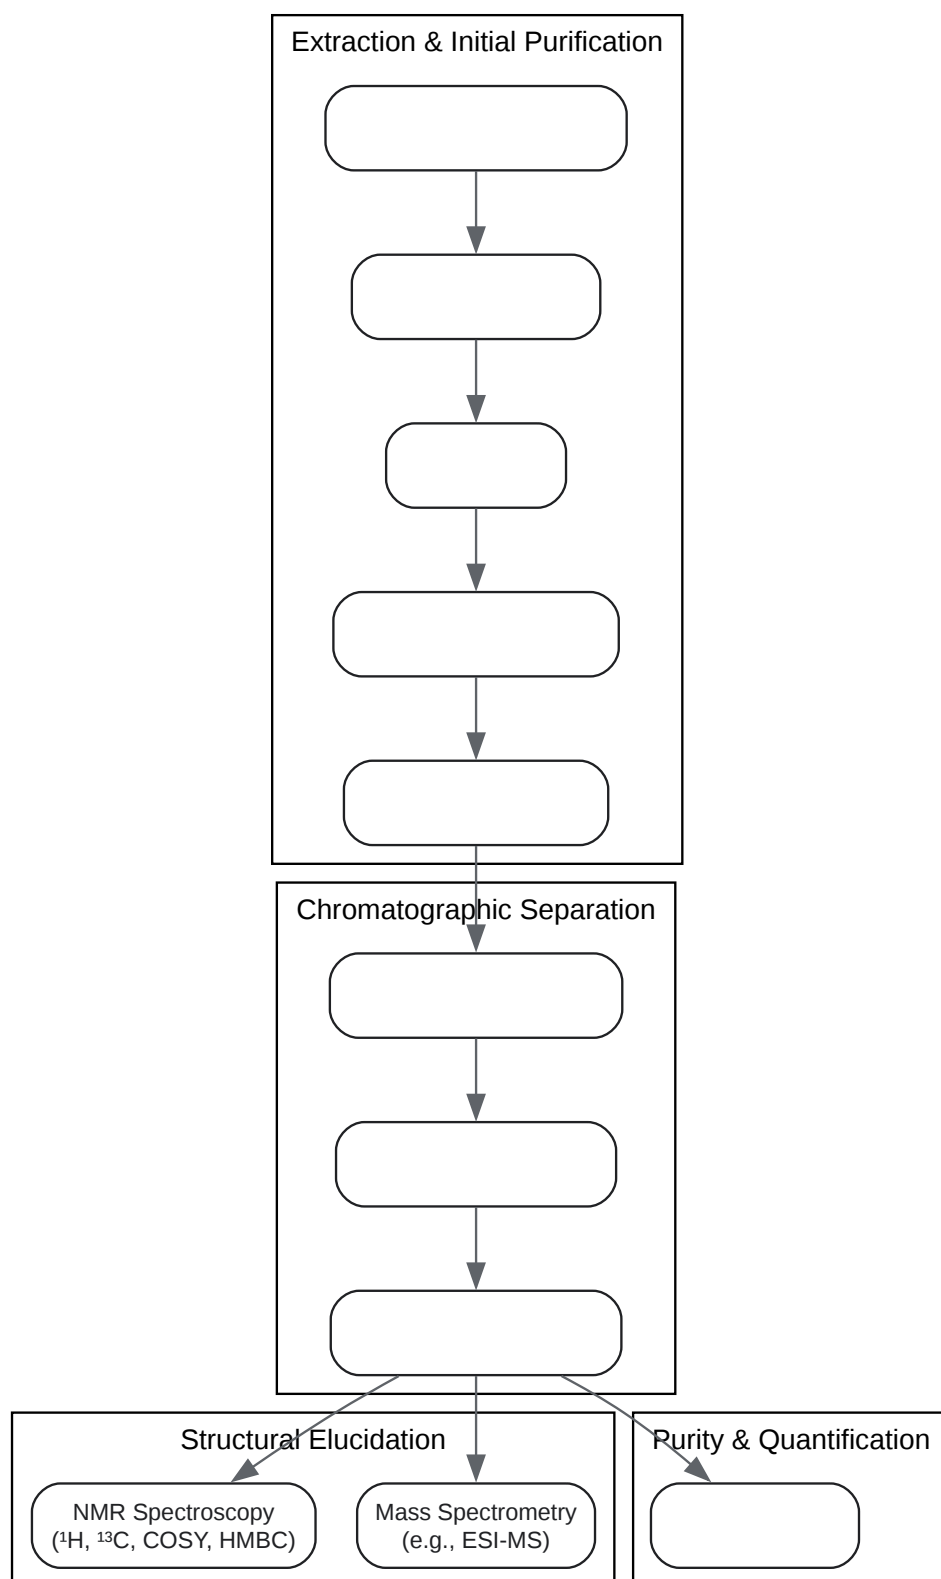 Extraction & Initial Purification
Chromatographic Separation
Structural Elucidation
Purity & Quantification
NMR Spectroscopy
(¹H, ¹³C, COSY, HMBC)
Mass Spectrometry
(e.g., ESI-MS)